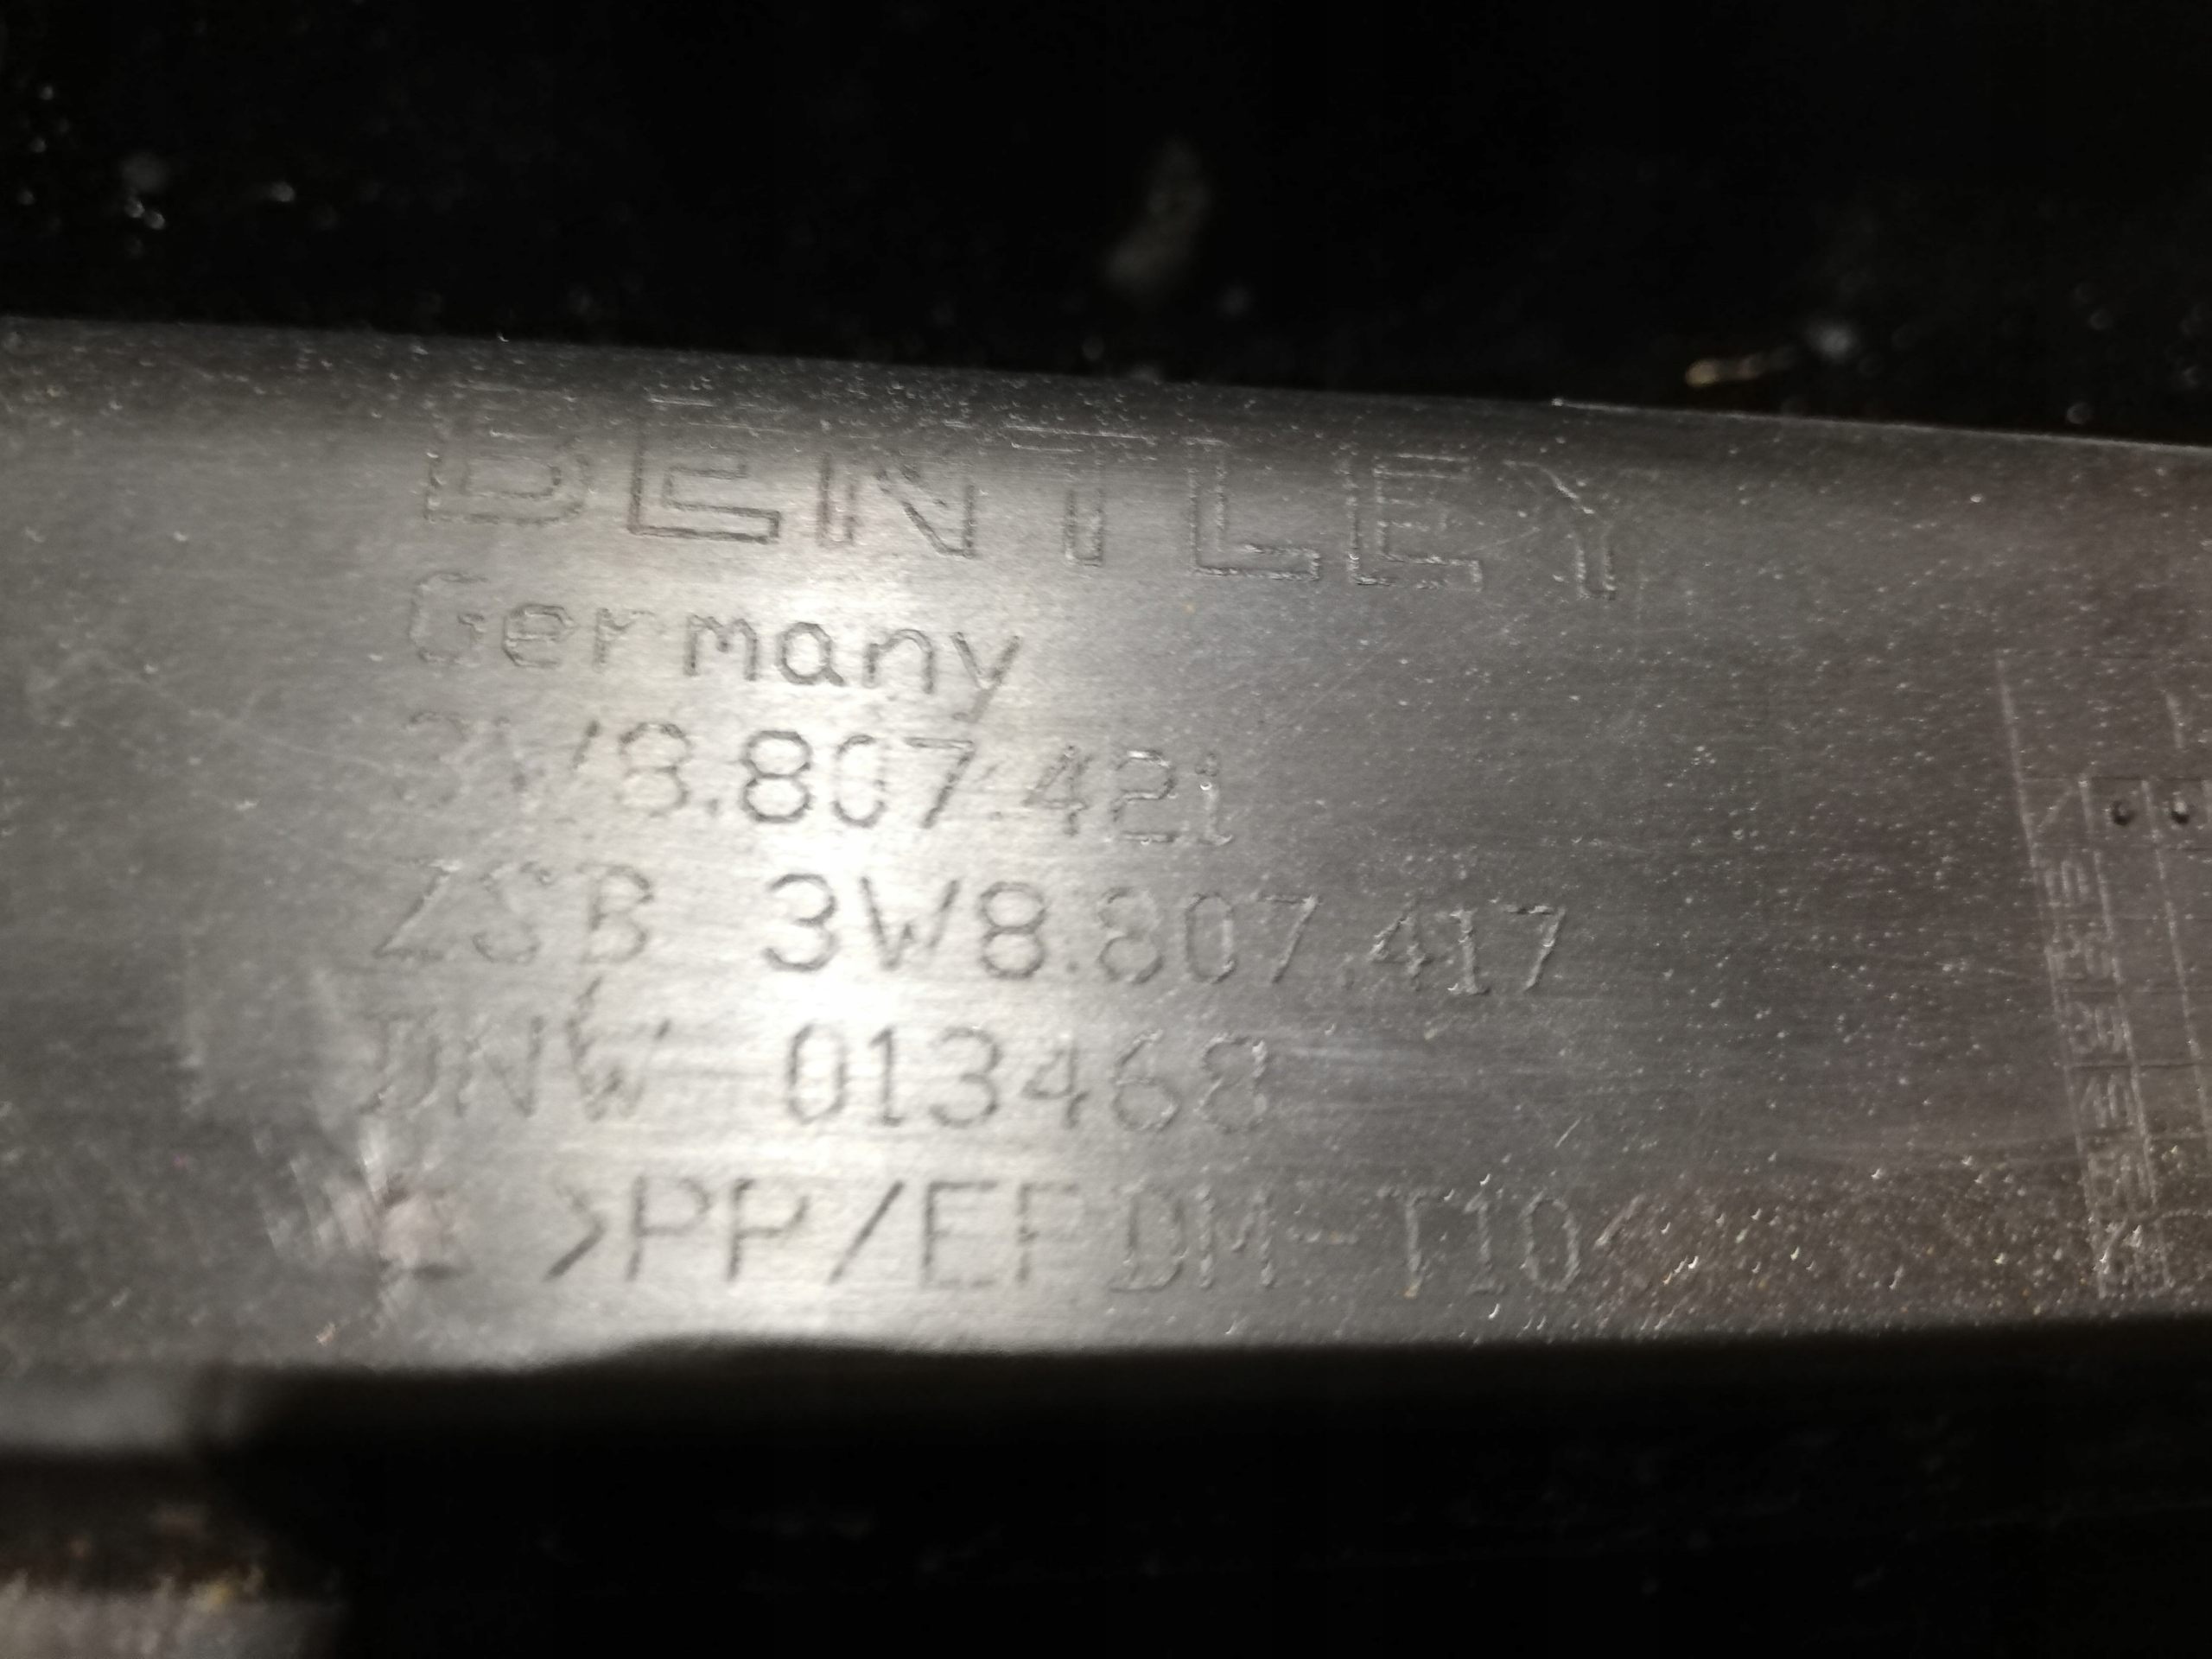 BENTLEY
Germany
3W8.807.421
ZSB 3W8.807.417
DNW 013468
>PP/EPDM-T10<